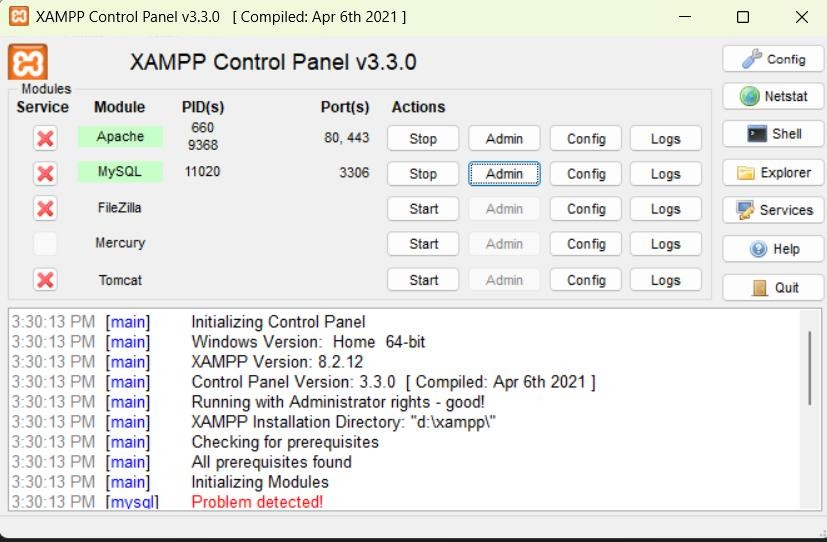 XAMPP Control Panel v3.3.0 [ Compiled: Apr 6th 2021 ]
XAMPP Control Panel v3.3.0
Config
Modules
Service Module PID(s) Port(s) Actions
Netstat
Apache 660 9368 80, 443 Stop Admin Config Logs
Shell
MySQL 11020 3306 Stop Admin Config Logs
Explorer
FileZilla Start Admin Config Logs
Services
Mercury Start Admin Config Logs
Help
Tomcat Start Admin Config Logs
Quit
3:30:13 PM [main] Initializing Control Panel
3:30:13 PM [main] Windows Version: Home 64-bit
3:30:13 PM [main] XAMPP Version: 8.2.12
3:30:13 PM [main] Control Panel Version: 3.3.0 [ Compiled: Apr 6th 2021 ]
3:30:13 PM [main] Running with Administrator rights - good!
3:30:13 PM [main] XAMPP Installation Directory: "d:\xampp\"
3:30:13 PM [main] Checking for prerequisites
3:30:13 PM [main] All prerequisites found
3:30:13 PM [main] Initializing Modules
3:30:13 PM [mysql] Problem detected!